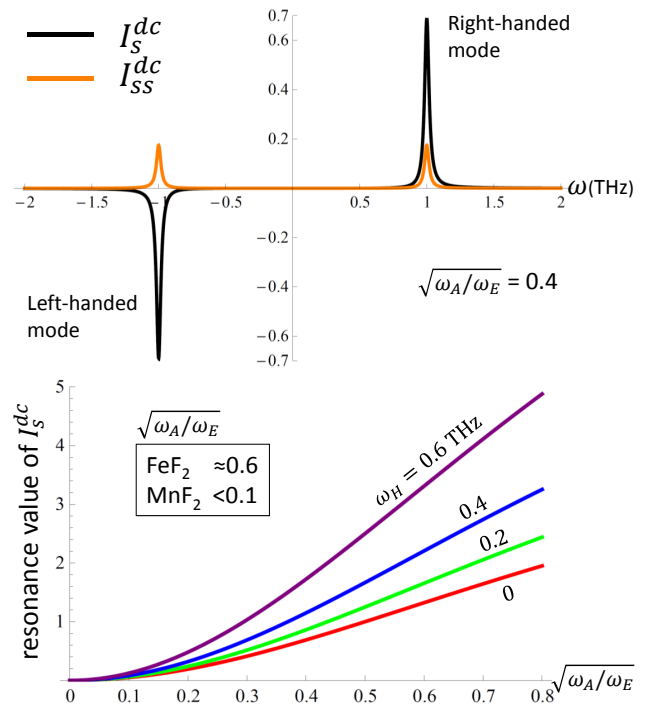 I_S^{dc}
I_{SS}^{dc}
Right-handed
mode
0.7
0.6
0.4
0.2
−2 −1.5 −1 −0.5 0.5 1 1.5 2
ω(THz)
−0.2
−0.4
−0.6
−0.7
Left-handed
mode
√ω_A/ω_E = 0.4
resonance value of I_S^{dc}
5
4
3
2
1
√ω_A/ω_E
FeF₂ ≈0.6
MnF₂ <0.1
ω_H = 0.6 THz
0.4
0.2
0
0 0.1 0.2 0.3 0.4 0.5 0.6 0.7 0.8
√ω_A/ω_E